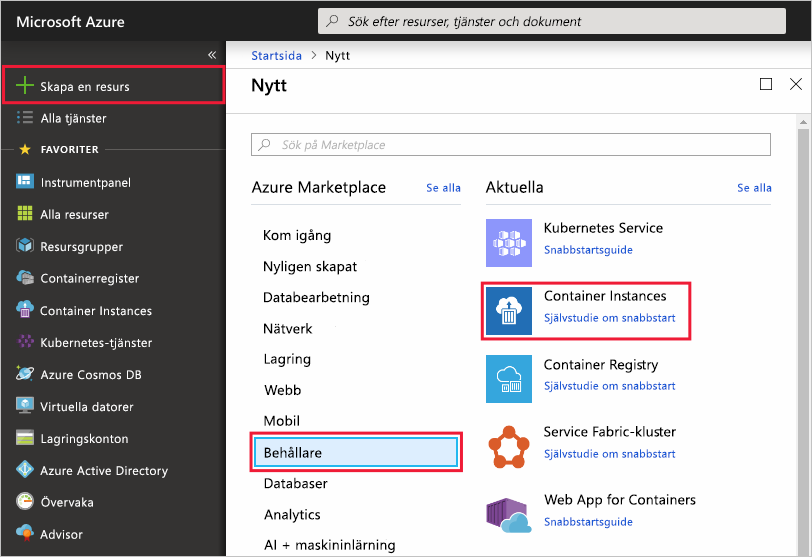 Microsoft Azure
Sök efter resurser, tjänster och dokument
«
Skapa en resurs
Alla tjänster
FAVORITER
Instrumentpanel
Alla resurser
Resursgrupper
Containerregister
Container Instances
Kubernetes-tjänster
Azure Cosmos DB
Virtuella datorer
Lagringskonton
Azure Active Directory
Övervaka
Advisor
Startsida > Nytt
Nytt
Sök på Marketplace
Azure Marketplace Se alla
Kom igång
Nyligen skapat
Databearbetning
Nätverk
Lagring
Webb
Mobil
Behållare
Databaser
Analytics
AI + maskininlärning
Aktuella Se alla
Kubernetes Service
Snabbstartsguide
Container Instances
Självstudie om snabbstart
Container Registry
Självstudie om snabbstart
Service Fabric-kluster
Självstudie om snabbstart
Web App for Containers
Snabbstartsguide